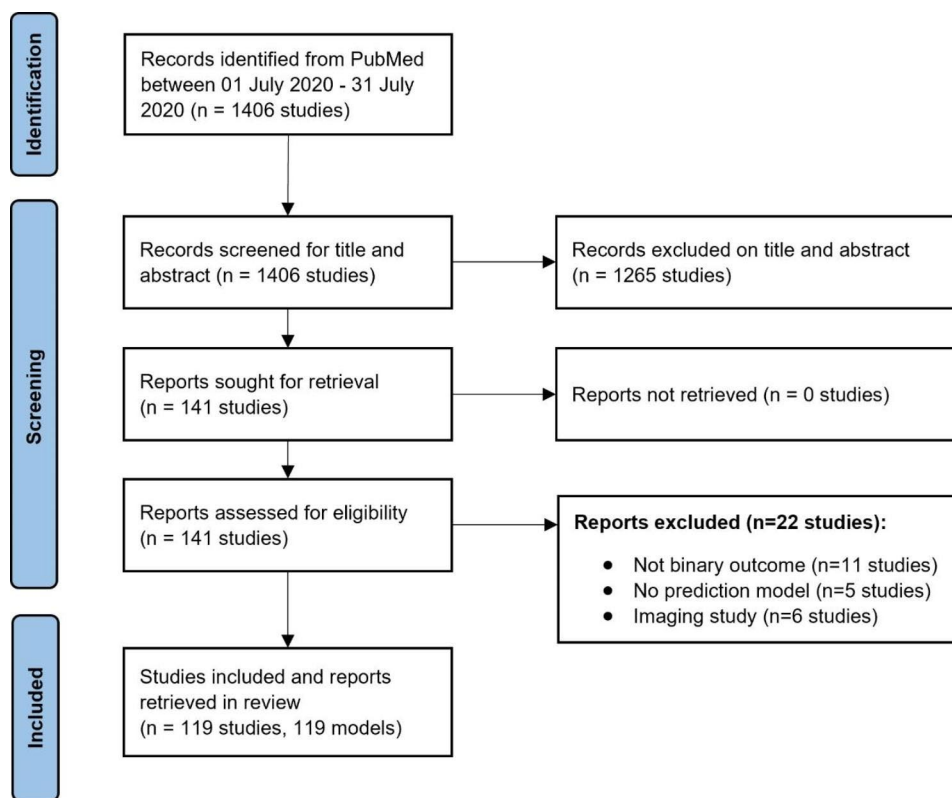 Identification
Records identified from PubMed
between 01 July 2020 - 31 July
2020 (n = 1406 studies)
Screening
Records screened for title and
abstract (n = 1406 studies)
Records excluded on title and abstract
(n = 1265 studies)
Reports sought for retrieval
(n = 141 studies)
Reports not retrieved (n = 0 studies)
Reports assessed for eligibility
(n = 141 studies)
Reports excluded (n=22 studies):
● Not binary outcome (n=11 studies)
● No prediction model (n=5 studies)
● Imaging study (n=6 studies)
Included
Studies included and reports
retrieved in review
(n = 119 studies, 119 models)